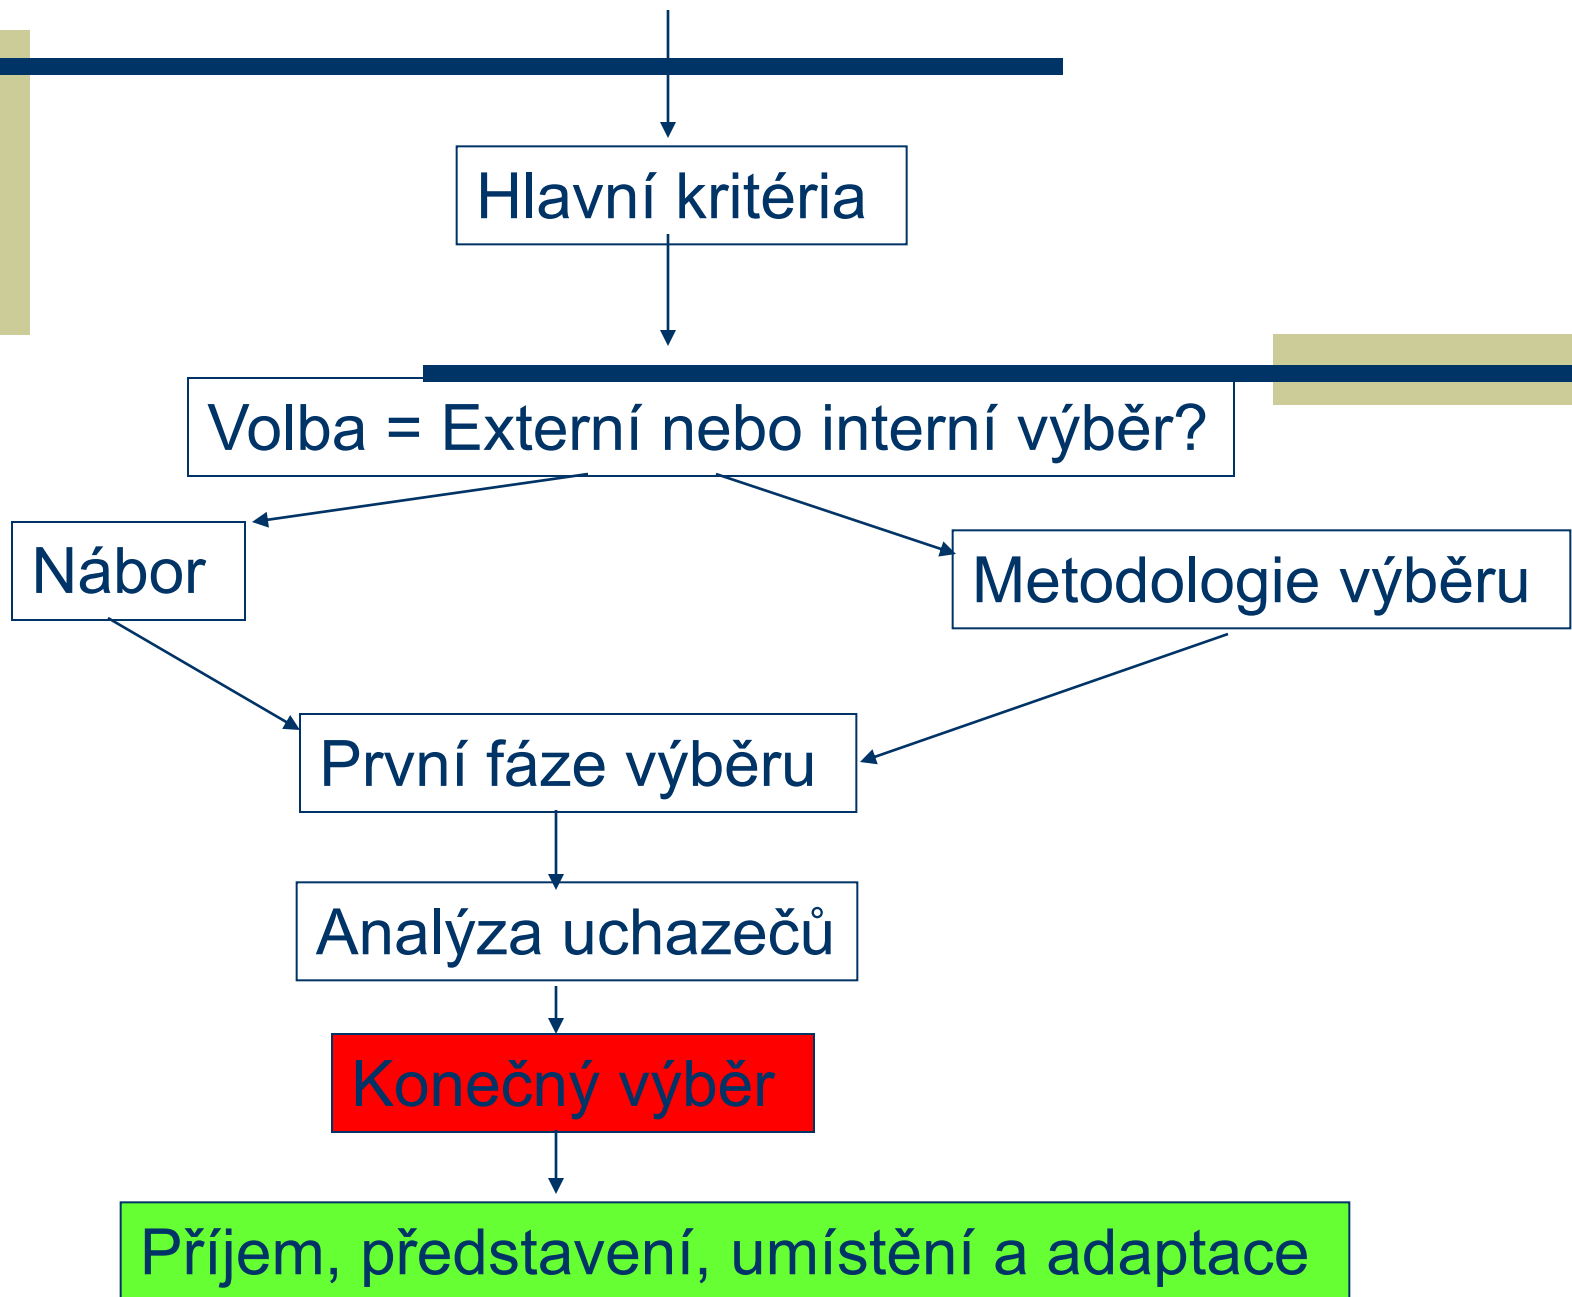 Hlavní kritéria
Volba = Externí nebo interní výběr?
Nábor
Metodologie výběru
První fáze výběru
Analýza uchazečů
Konečný výběr
Příjem, představení, umístění a adaptace